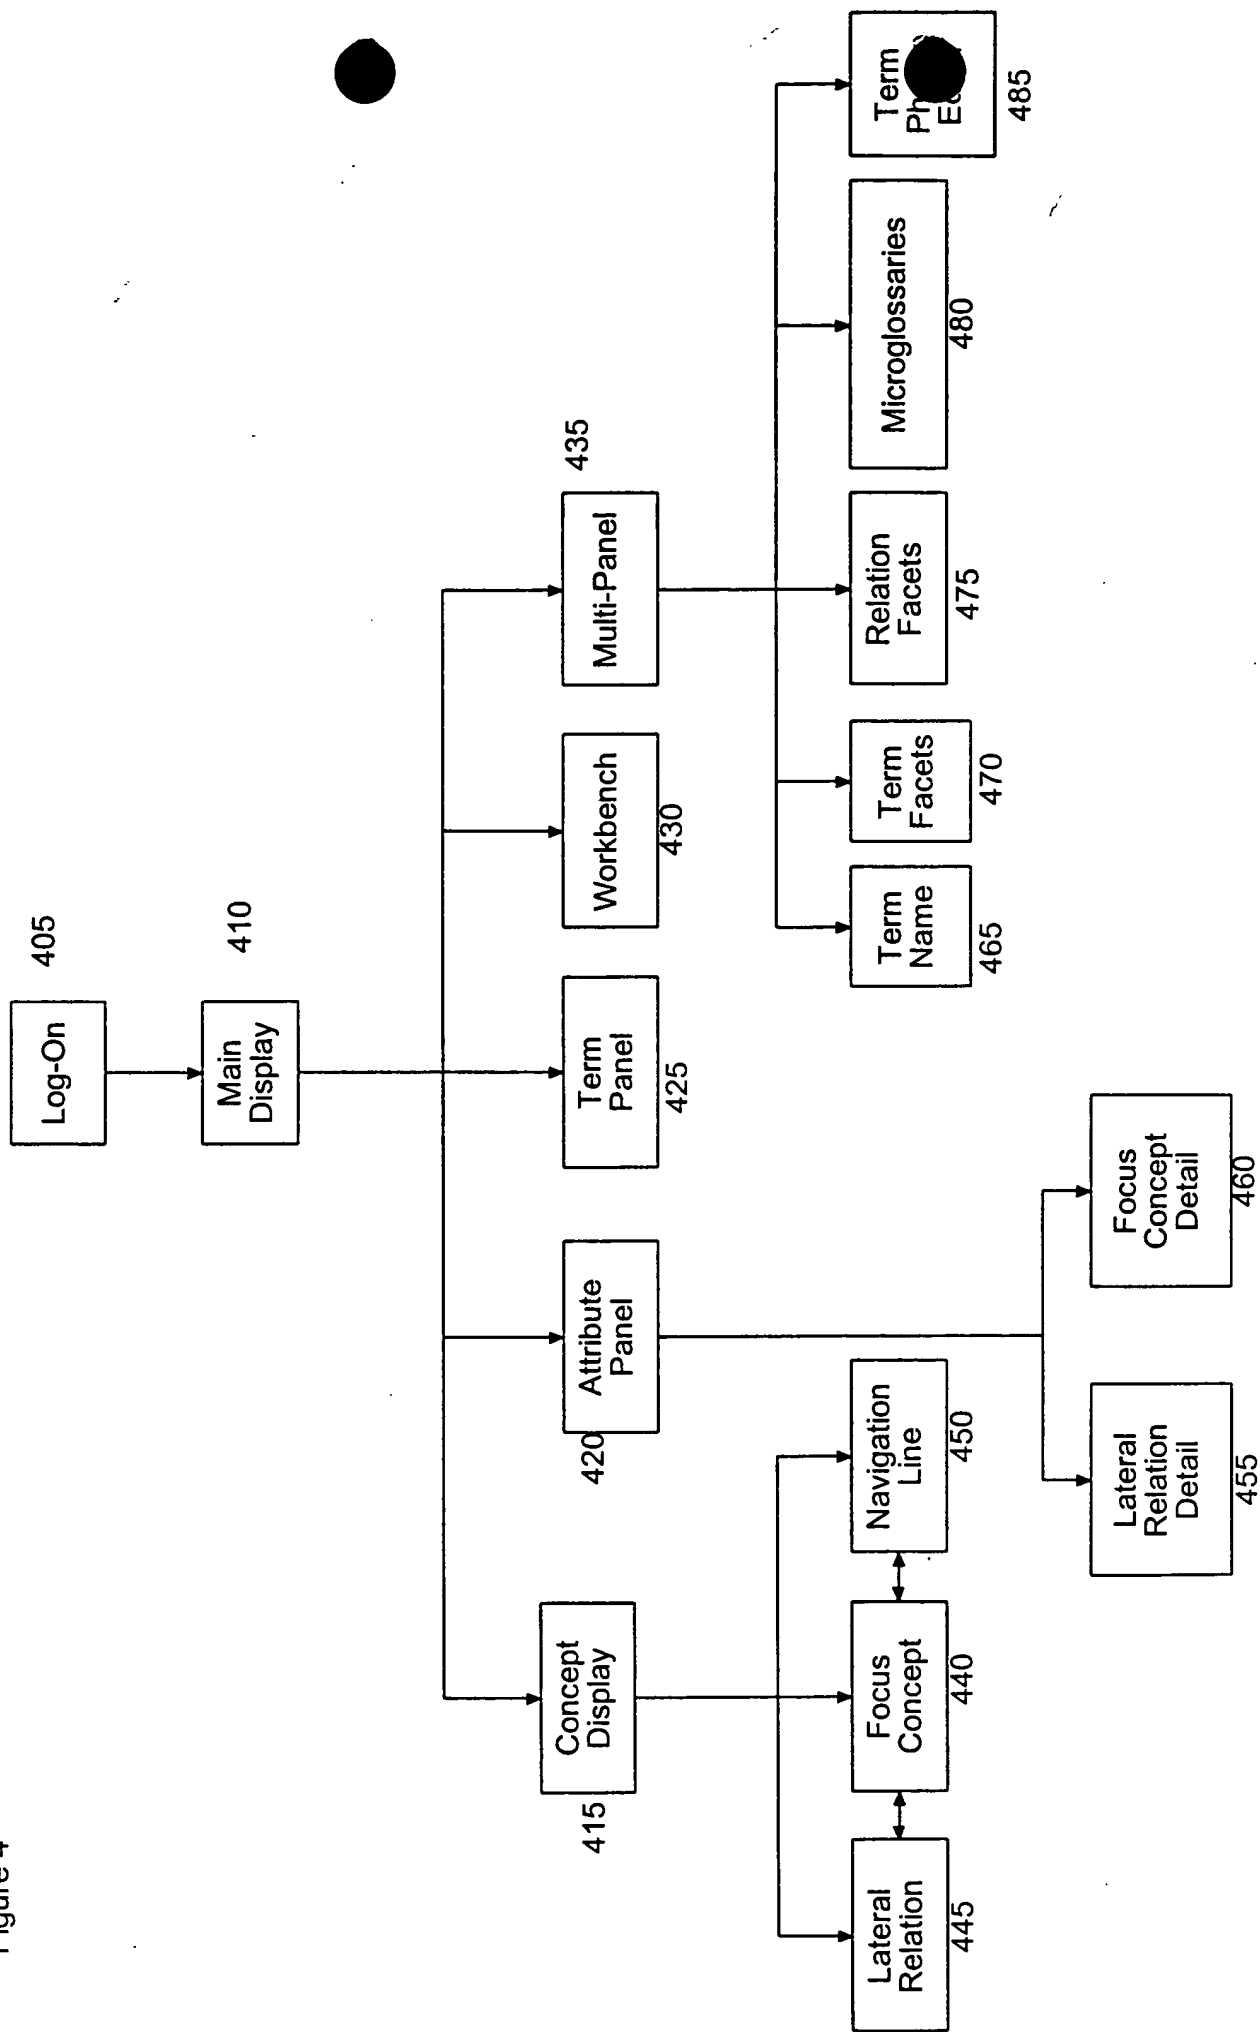 Figure 4
Log-On
405
Main
Display
410
Concept
Display
415
Attribute
Panel
420
Term
Panel
425
Workbench
430
Multi-Panel
435
Lateral
Relation
445
Focus
Concept
440
Navigation
Line
450
Term
Name
465
Term
Facets
470
Relation
Facets
475
Microglossaries
480
Term
485
Lateral
Relation
Detail
455
Focus
Concept
Detail
460